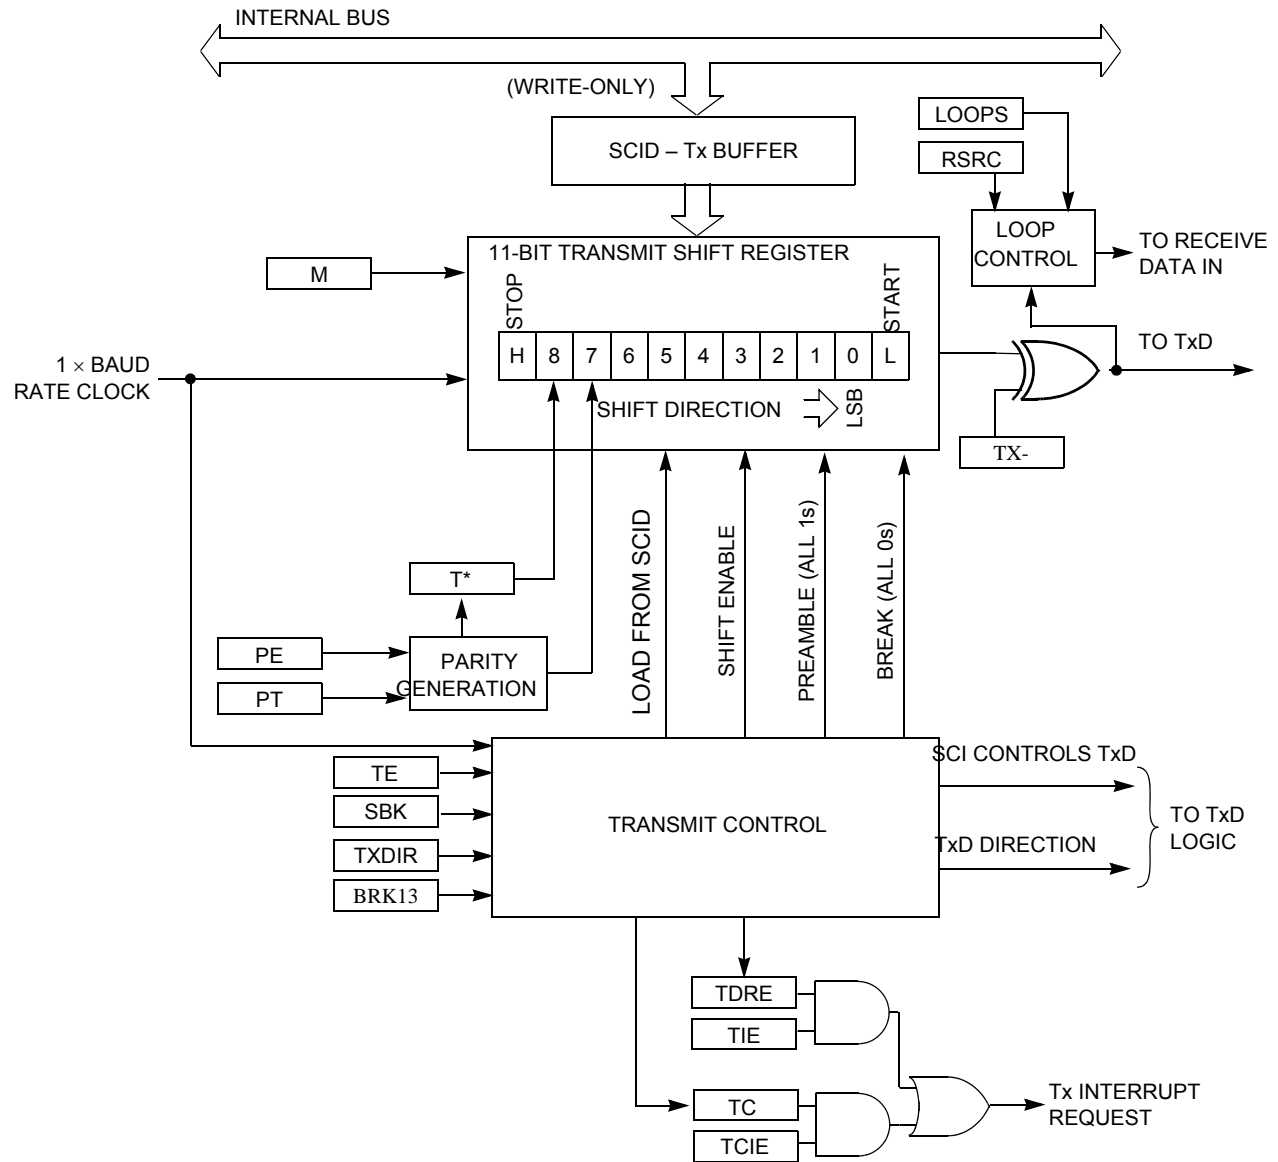 INTERNAL BUS
(WRITE-ONLY)
SCID – Tx BUFFER
LOOPS
RSRC
LOOP
CONTROL
TO RECEIVE
DATA IN
11-BIT TRANSMIT SHIFT REGISTER
M
STOP
START
H 8 7 6 5 4 3 2 1 0 L
1 × BAUD
RATE CLOCK
TO TxD
SHIFT DIRECTION
LSB
TX-
LOAD FROM SCID
SHIFT ENABLE
PREAMBLE (ALL 1s)
BREAK (ALL 0s)
T*
PE
PT
PARITY
GENERATION
TE
SBK
TXDIR
BRK13
TRANSMIT CONTROL
SCI CONTROLS TxD
TxD DIRECTION
TO TxD
LOGIC
TDRE
TIE
TC
TCIE
Tx INTERRUPT
REQUEST